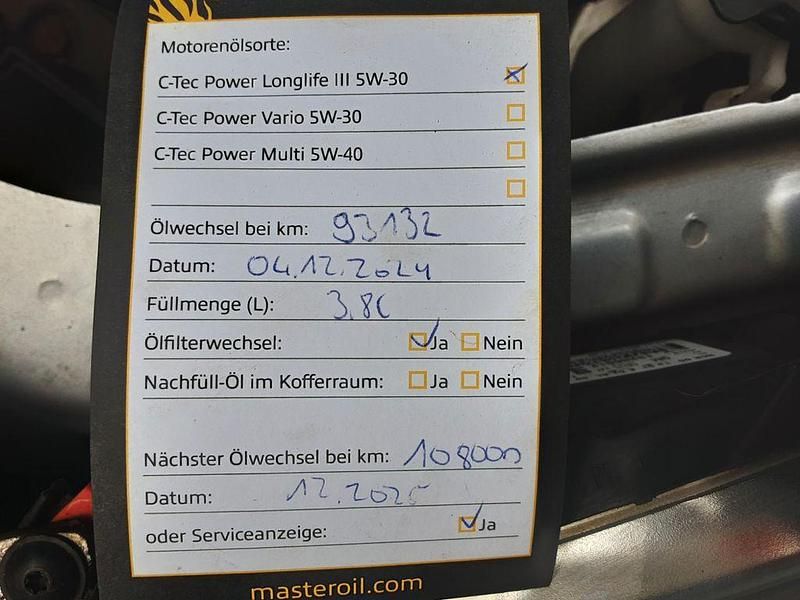 Motorenölsorte:
C-Tec Power Longlife III 5W-30
C-Tec Power Vario 5W-30
C-Tec Power Multi 5W-40
Ölwechsel bei km: 93132
Datum: 04.12.2024
Füllmenge (L): 3,8l
Ölfilterwechsel: Ja Nein
Nachfüll-Öl im Kofferraum: Ja Nein
Nächster Ölwechsel bei km: 108000
Datum: 12.2025
oder Serviceanzeige: Ja
masteroil.com